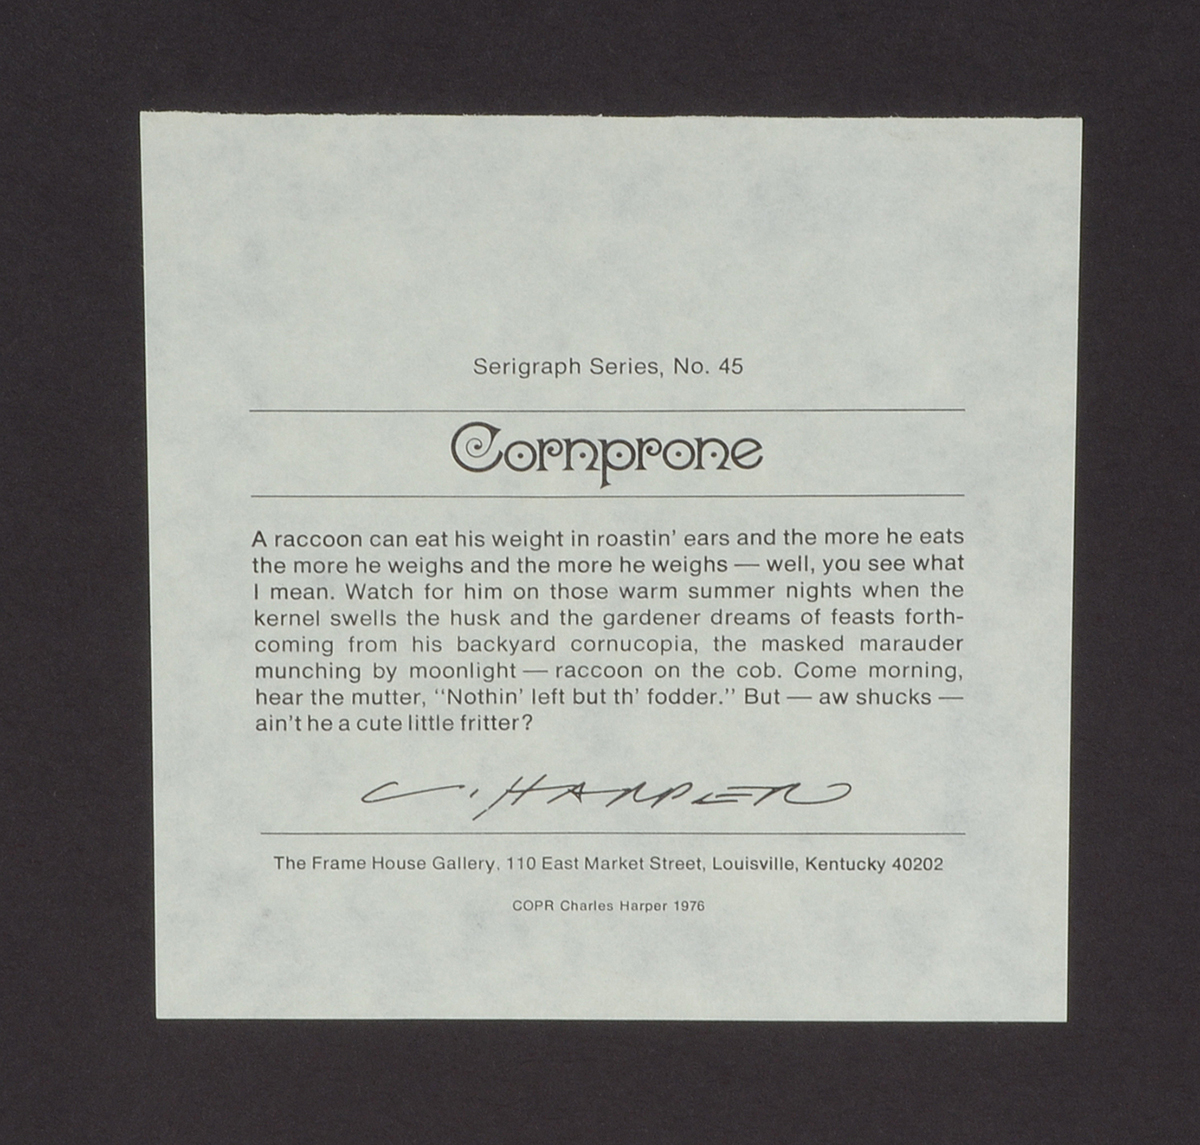 Serigraph Series, No. 45
Cornprone
A raccoon can eat his weight in roastin’ ears and the more he eats
the more he weighs and the more he weighs — well, you see what
I mean. Watch for him on those warm summer nights when the
kernel swells the husk and the gardener dreams of feasts forth-
coming from his backyard cornucopia, the masked marauder
munching by moonlight — raccoon on the cob. Come morning,
hear the mutter, “Nothin’ left but th’ fodder.” But — aw shucks —
ain’t he a cute little fritter?
C. HARPER
The Frame House Gallery, 110 East Market Street, Louisville, Kentucky 40202
COPR Charles Harper 1976